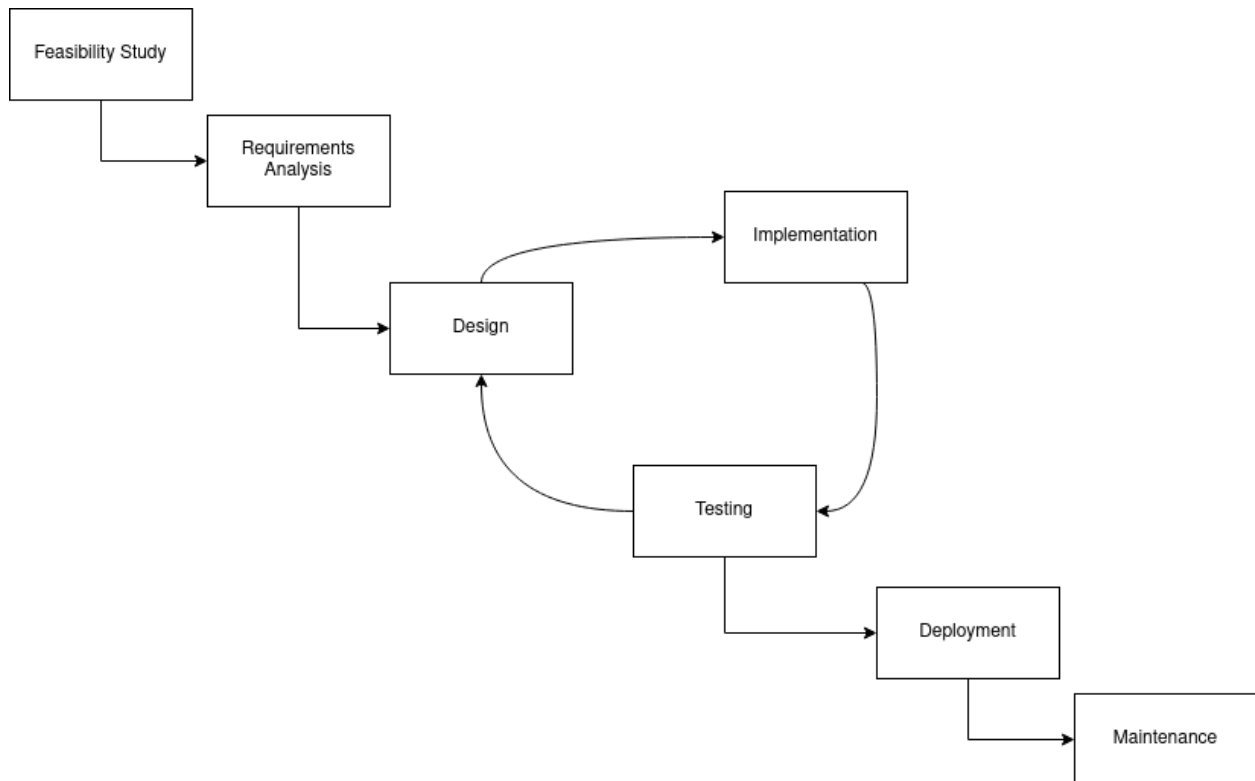 Feasibility Study
Requirements
Analysis
Implementation
Design
Testing
Deployment
Maintenance